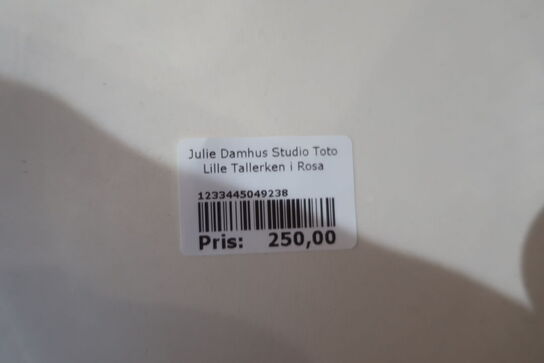 Julie Damhus Studio Toto
Lille Tallerken i Rosa
1233445049238
Pris: 250,00